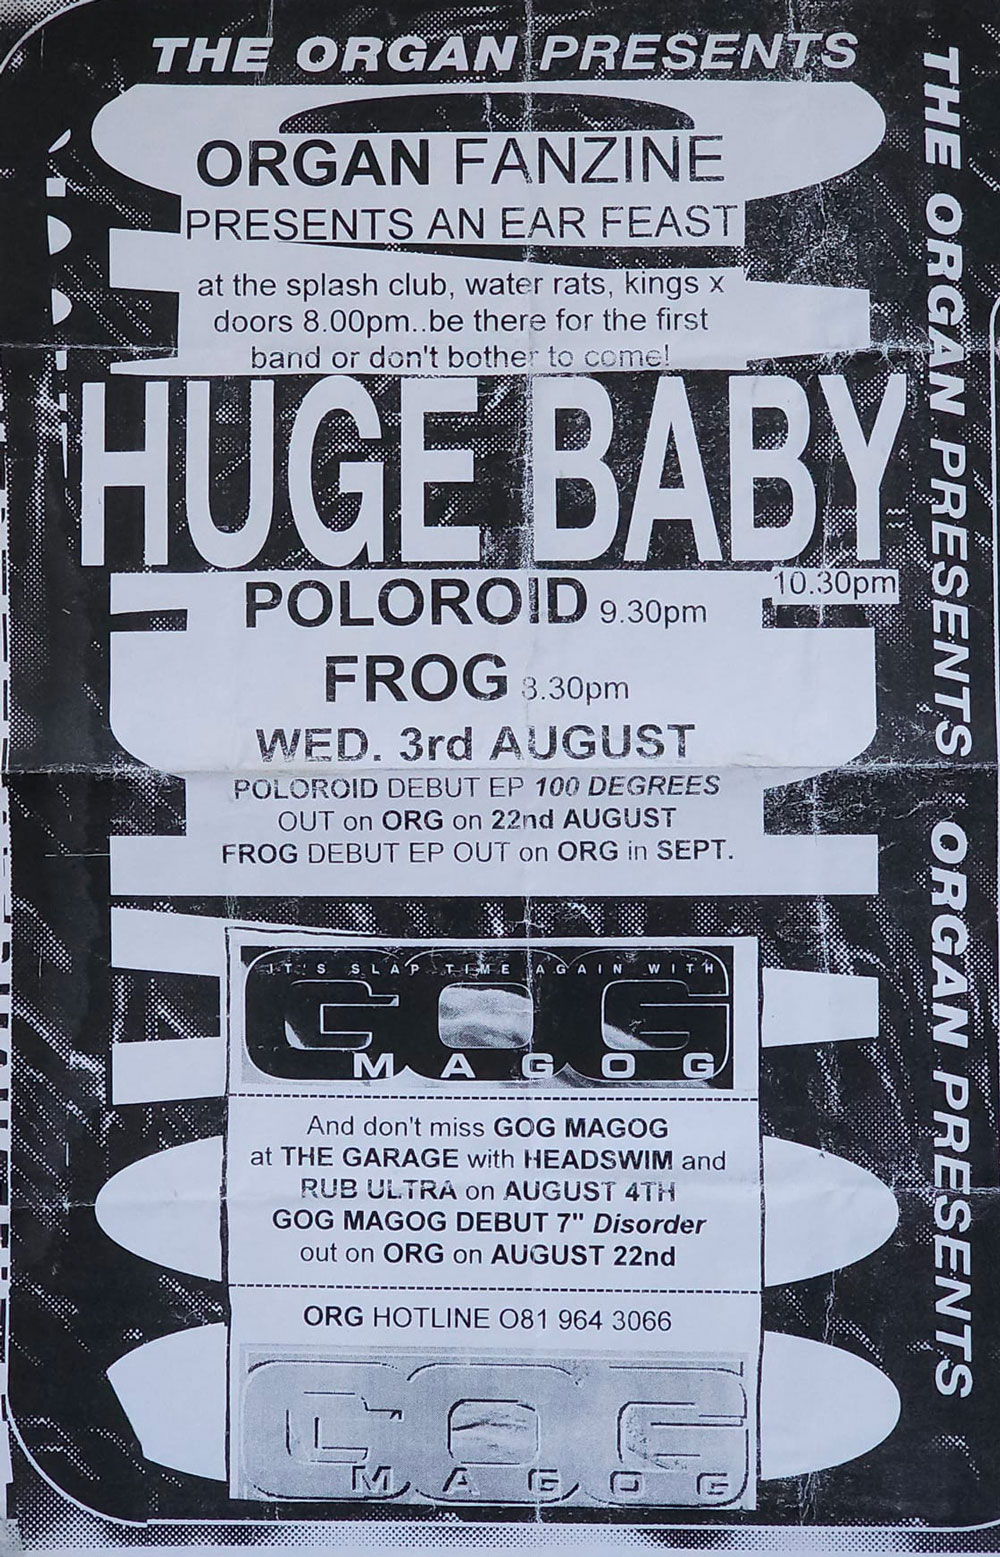 THE ORGAN PRESENTS
ORGAN FANZINE
PRESENTS AN EAR FEAST
at the splash club, water rats, kings x
doors 8.00pm..be there for the first
band or don't bother to come!
HUGE BABY
10.30pm
POLOROID 9.30pm
FROG 8.30pm
WED. 3rd AUGUST
POLOROID DEBUT EP 100 DEGREES
OUT on ORG on 22nd AUGUST
FROG DEBUT EP OUT on ORG in SEPT.
IT'S SLAP TIME AGAIN WITH
GOG
MAGOG
And don't miss GOG MAGOG
at THE GARAGE with HEADSWIM and
RUB ULTRA on AUGUST 4TH
GOG MAGOG DEBUT 7" Disorder
out on ORG on AUGUST 22nd
ORG HOTLINE O81 964 3066
GOG
MAGOG
THE ORGAN PRESENTS ORGAN PRESENTS